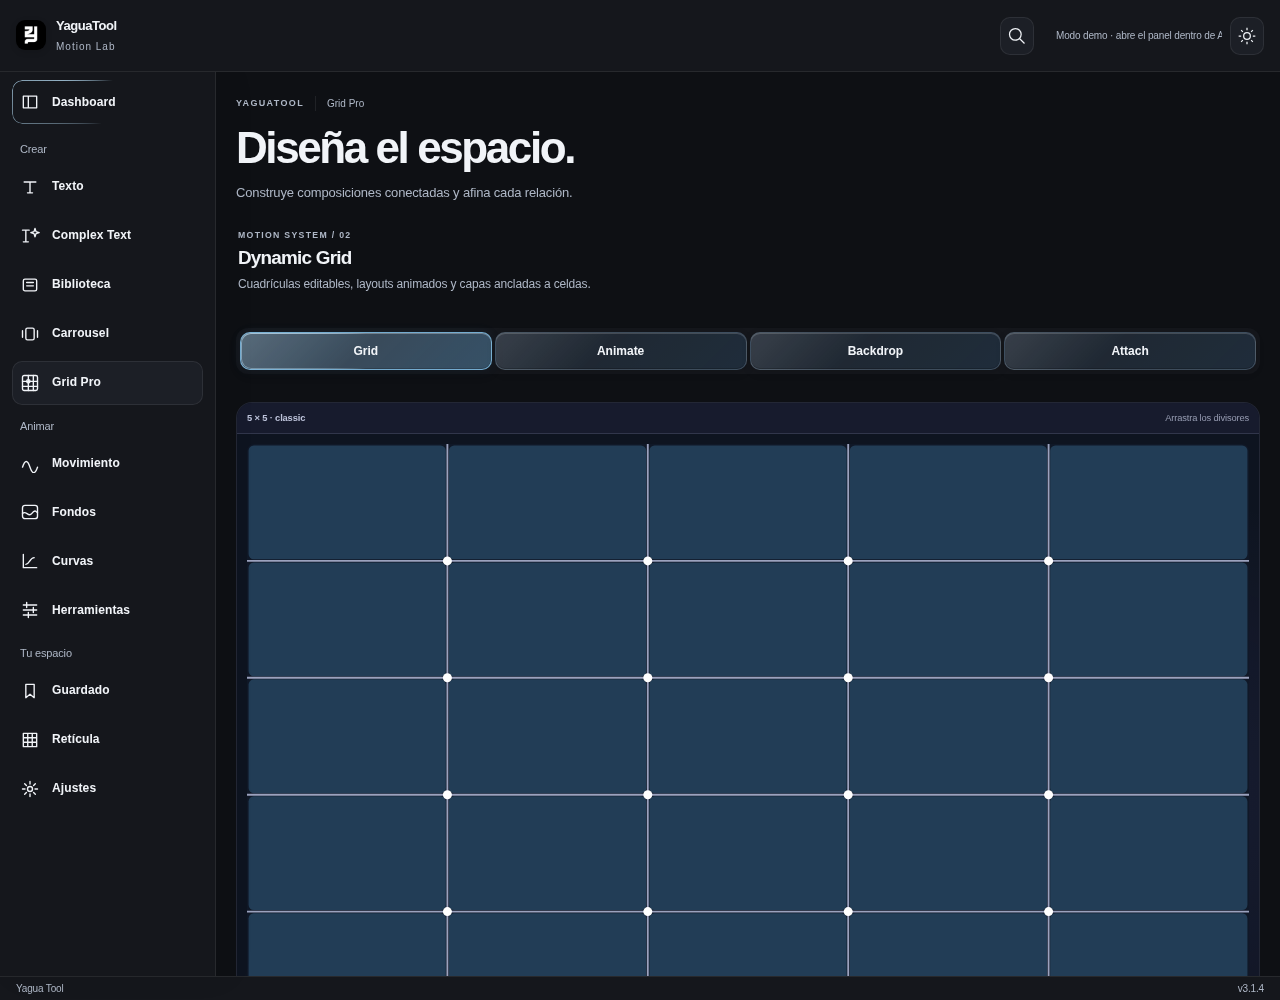 YaguaTool
Motion Lab
Modo demo · abre el panel dentro de
Dashboard
Crear
Texto
Complex Text
Biblioteca
Carrousel
Grid Pro
Animar
Movimiento
Fondos
Curvas
Herramientas
Tu espacio
Guardado
Retícula
Ajustes
YAGUATOOL
Grid Pro
Diseña el espacio.
Construye composiciones conectadas y afina cada relación.
MOTION SYSTEM / 02
Dynamic Grid
Cuadrículas editables, layouts animados y capas ancladas a celdas.
Grid
Animate
Backdrop
Attach
5 × 5 · classic
Arrastra los divisores
Yagua Tool
v3.1.4